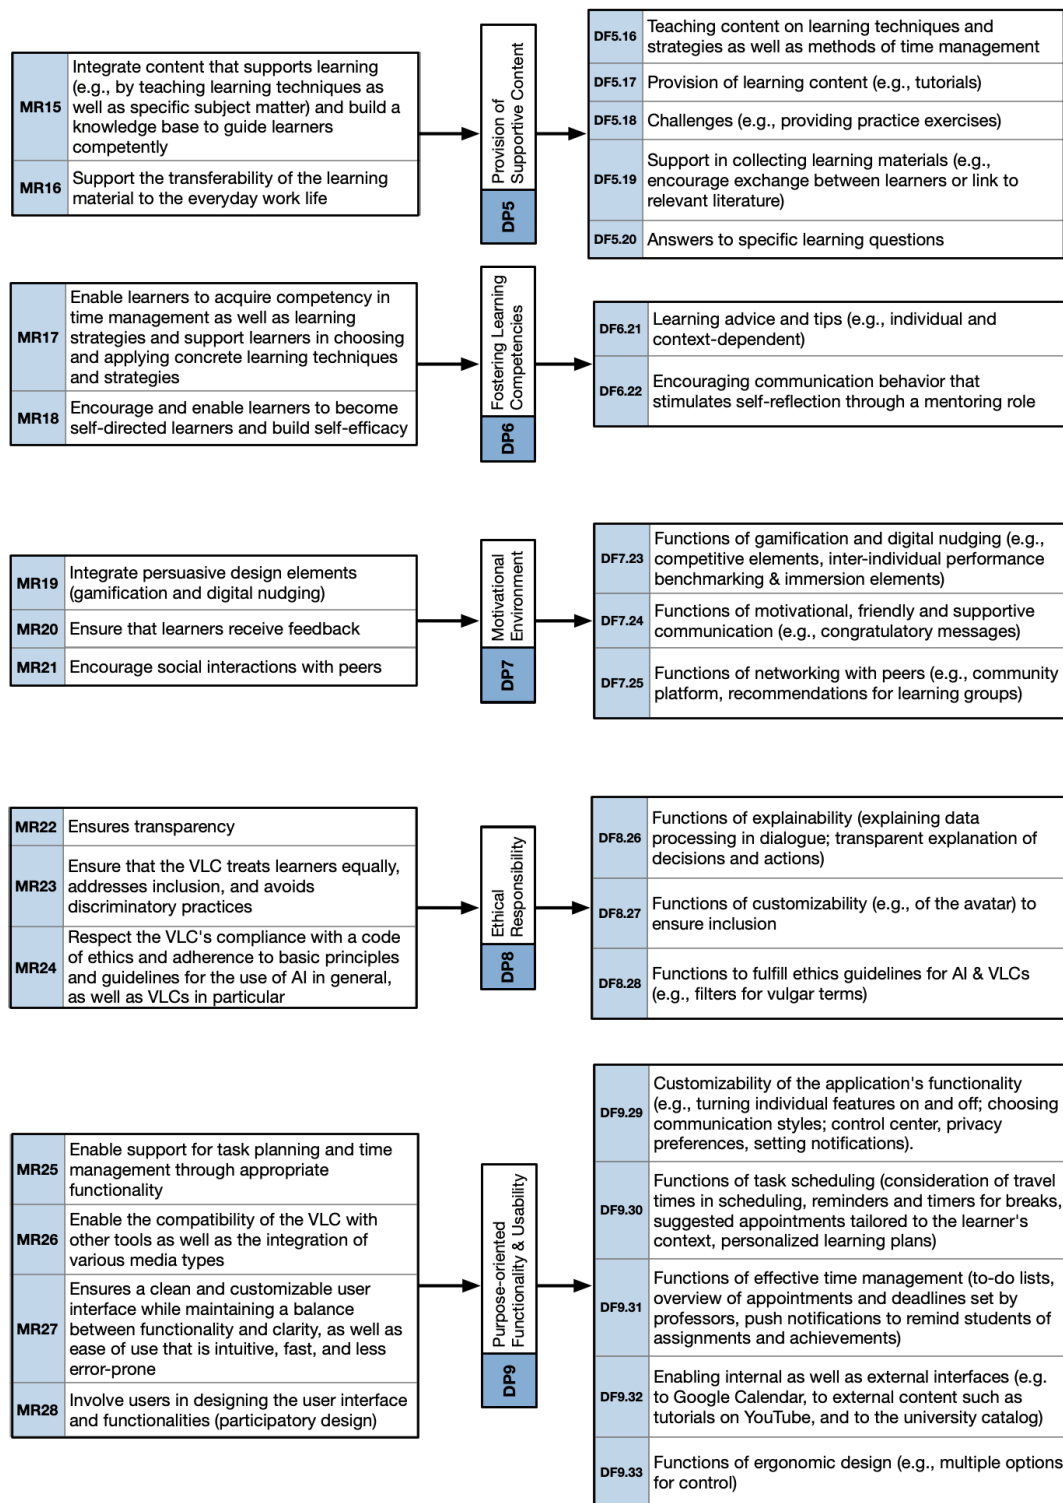 MR15
Integrate content that supports learning
(e.g., by teaching learning techniques as
well as specific subject matter) and build a
knowledge base to guide learners
competently
MR16
Support the transferability of the learning
material to the everyday work life
DP5
Provision of
Supportive Content
DF5.16
Teaching content on learning techniques and
strategies as well as methods of time management
DF5.17
Provision of learning content (e.g., tutorials)
DF5.18
Challenges (e.g., providing practice exercises)
DF5.19
Support in collecting learning materials (e.g.,
encourage exchange between learners or link to
relevant literature)
DF5.20
Answers to specific learning questions
MR17
Enable learners to acquire competency in
time management as well as learning
strategies and support learners in choosing
and applying concrete learning techniques
and strategies
MR18
Encourage and enable learners to become
self-directed learners and build self-efficacy
DP6
Fostering Learning
Competencies
DF6.21
Learning advice and tips (e.g., individual and
context-dependent)
DF6.22
Encouraging communication behavior that
stimulates self-reflection through a mentoring role
MR19
Integrate persuasive design elements
(gamification and digital nudging)
MR20
Ensure that learners receive feedback
MR21
Encourage social interactions with peers
DP7
Motivational
Environment
DF7.23
Functions of gamification and digital nudging (e.g.,
competitive elements, inter-individual performance
benchmarking & immersion elements)
DF7.24
Functions of motivational, friendly and supportive
communication (e.g., congratulatory messages)
DF7.25
Functions of networking with peers (e.g., community
platform, recommendations for learning groups)
MR22
Ensures transparency
MR23
Ensure that the VLC treats learners equally,
addresses inclusion, and avoids
discriminatory practices
MR24
Respect the VLC's compliance with a code
of ethics and adherence to basic principles
and guidelines for the use of AI in general,
as well as VLCs in particular
DP8
Ethical
Responsibility
DF8.26
Functions of explainability (explaining data
processing in dialogue; transparent explanation of
decisions and actions)
DF8.27
Functions of customizability (e.g., of the avatar) to
ensure inclusion
DF8.28
Functions to fulfill ethics guidelines for AI & VLCs
(e.g., filters for vulgar terms)
MR25
Enable support for task planning and time
management through appropriate
functionality
MR26
Enable the compatibility of the VLC with
other tools as well as the integration of
various media types
MR27
Ensures a clean and customizable user
interface while maintaining a balance
between functionality and clarity, as well as
ease of use that is intuitive, fast, and less
error-prone
MR28
Involve users in designing the user interface
and functionalities (participatory design)
DP9
Purpose-oriented
Functionality & Usability
DF9.29
Customizability of the application's functionality
(e.g., turning individual features on and off; choosing
communication styles; control center, privacy
preferences, setting notifications).
DF9.30
Functions of task scheduling (consideration of travel
times in scheduling, reminders and timers for breaks,
suggested appointments tailored to the learner's
context, personalized learning plans)
DF9.31
Functions of effective time management (to-do lists,
overview of appointments and deadlines set by
professors, push notifications to remind students of
assignments and achievements)
DF9.32
Enabling internal as well as external interfaces (e.g.
to Google Calendar, to external content such as
tutorials on YouTube, and to the university catalog)
DF9.33
Functions of ergonomic design (e.g., multiple options
for control)